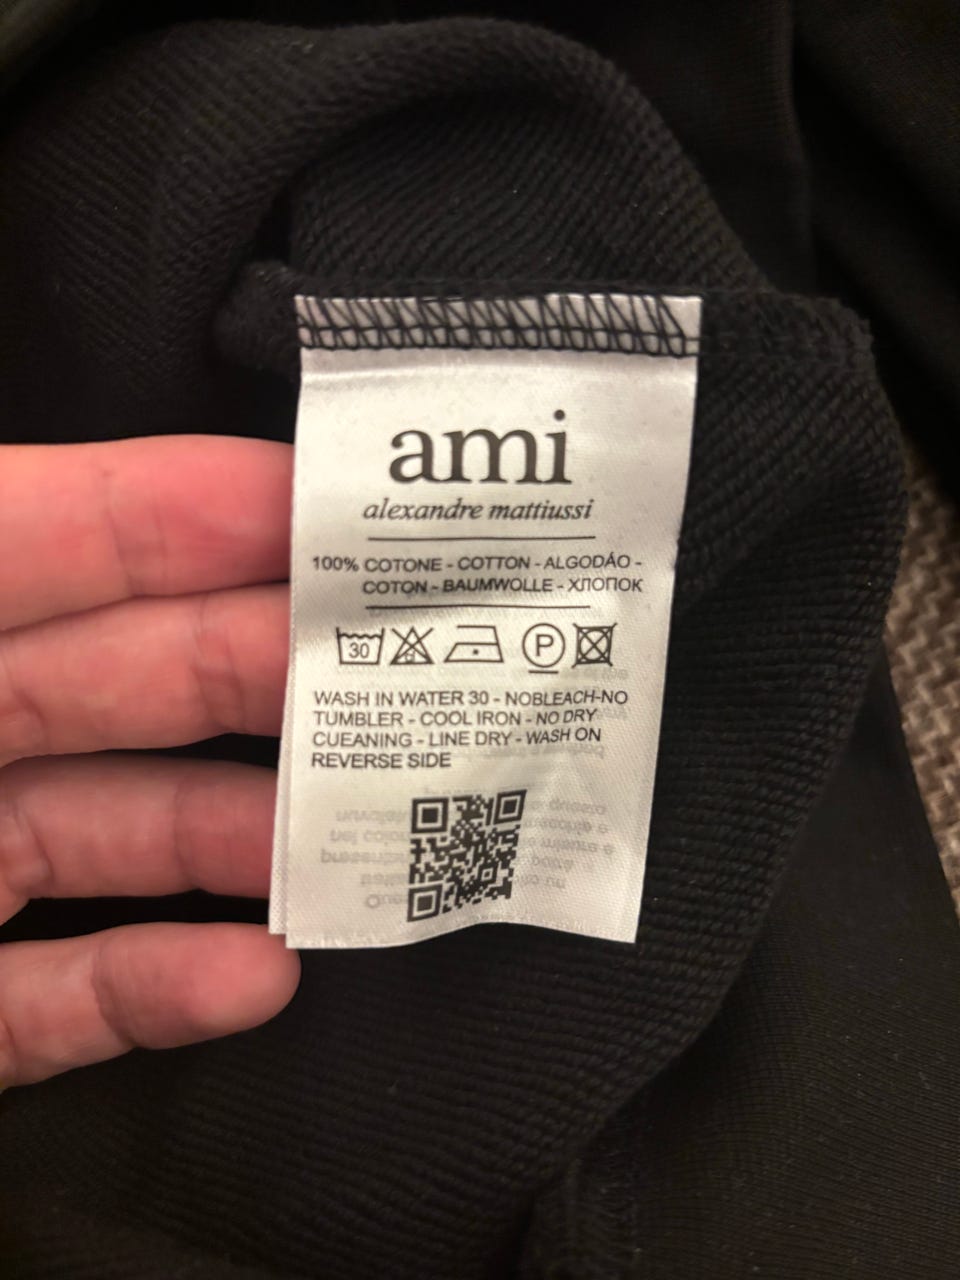 ami
alexandre mattiussi
100% COTONE - COTTON - ALGODÁO -
COTON - BAUMWOLLE - ХЛОПОК
30
P
WASH IN WATER 30 - NOBLEACH-NO
TUMBLER - COOL IRON - NO DRY
CUEANING - LINE DRY - WASH ON
REVERSE SIDE